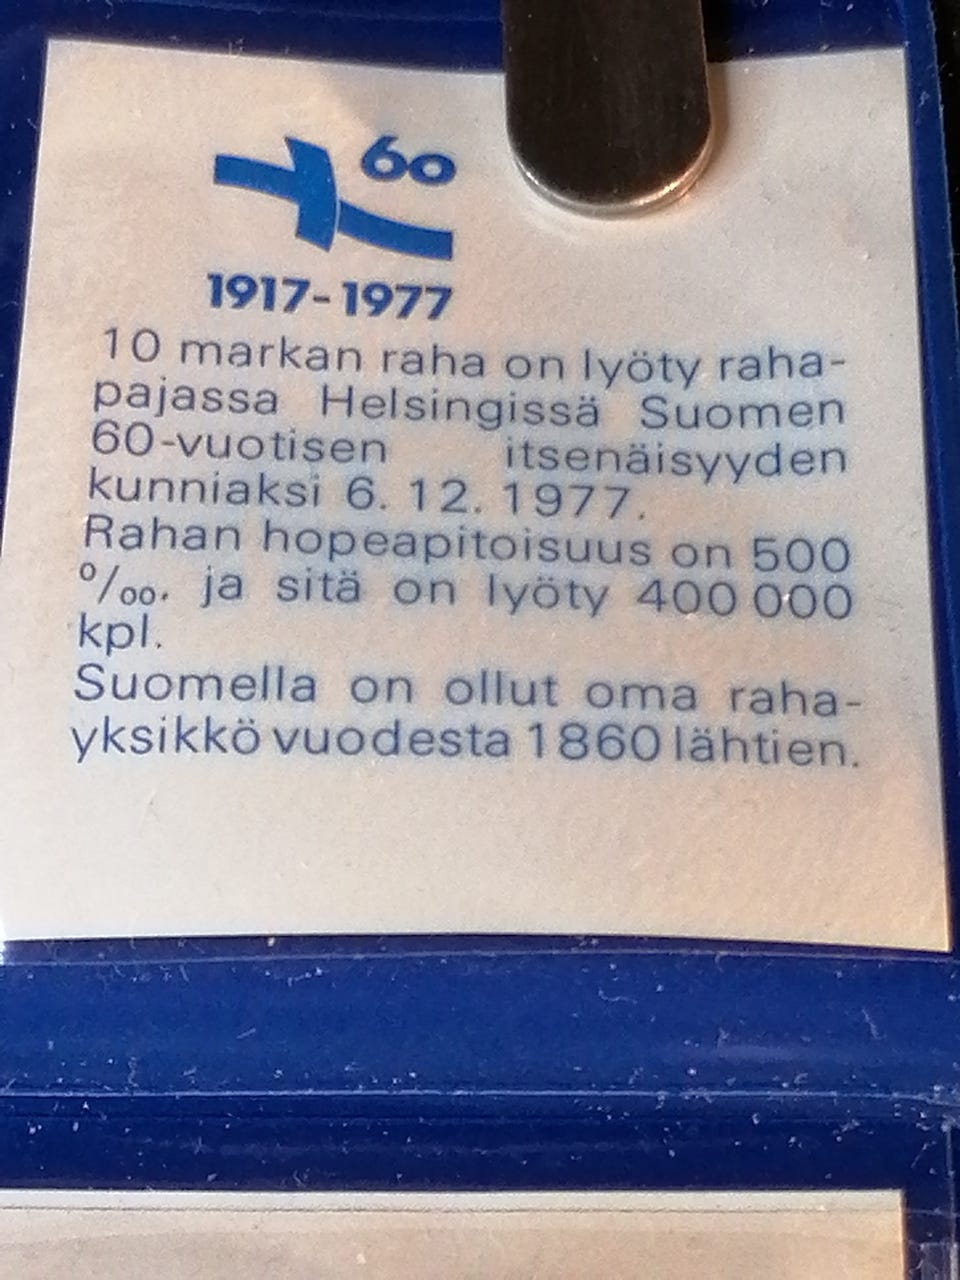 60
1917-1977
10 markan raha on lyöty raha-
pajassa Helsingissä Suomen
60-vuotisen itsenäisyyden
kunniaksi 6. 12. 1977.
Rahan hopeapitoisuus on 500
⁰/₀₀. ja sitä on lyöty 400 000
kpl.
Suomella on ollut oma raha-
yksikkö vuodesta 1860 lähtien.